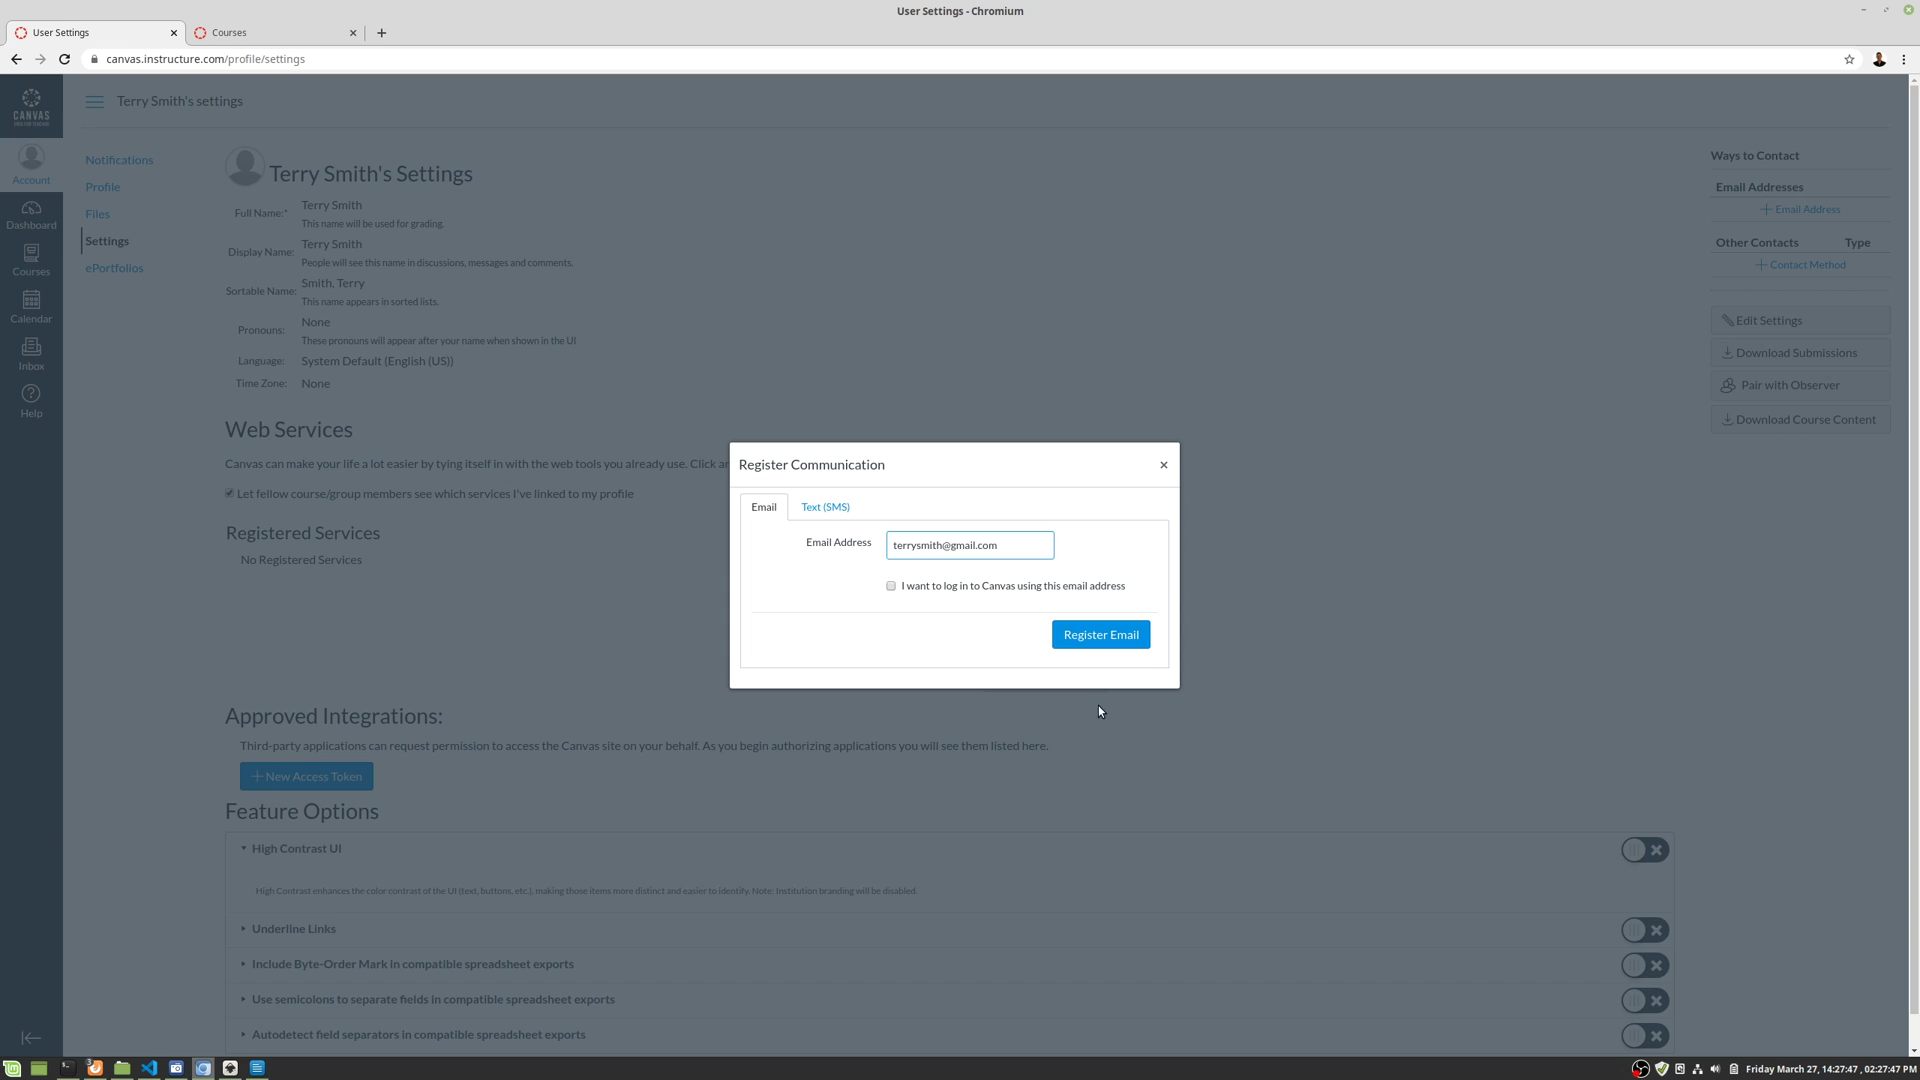 User Settings - Chromium
User Settings
Courses
canvas.instructure.com/profile/settings
CANVAS
Terry Smith's settings
Account
Dashboard
Courses
Calendar
Inbox
Help
Notifications
Profile
Files
Settings
ePortfolios
Terry Smith's Settings
Full Name:* Terry Smith
This name will be used for grading.
Display Name: Terry Smith
People will see this name in discussions, messages and comments.
Sortable Name: Smith, Terry
This name appears in sorted lists.
Pronouns: None
These pronouns will appear after your name when shown in the UI
Language: System Default (English (US))
Time Zone: None
Web Services
Canvas can make your life a lot easier by tying itself in with the web tools you already use. Click
Let fellow course/group members see which services I've linked to my profile
Registered Services
No Registered Services
Ways to Contact
Email Addresses
Email Address
Other Contacts Type
Contact Method
Edit Settings
Download Submissions
Pair with Observer
Download Course Content
Register Communication
Email Text (SMS)
Email Address terrysmith@gmail.com
I want to log in to Canvas using this email address
Register Email
Approved Integrations:
Third-party applications can request permission to access the Canvas site on your behalf. As you begin authorizing applications you will see them listed here.
New Access Token
Feature Options
High Contrast UI
High Contrast enhances the color contrast of the UI (text, buttons, etc.), making those items more distinct and easier to identify. Note: Institution branding will be disabled.
Underline Links
Include Byte-Order Mark in compatible spreadsheet exports
Use semicolons to separate fields in compatible spreadsheet exports
Autodetect field separators in compatible spreadsheet exports
Friday March 27, 14:27:47 , 02:27:47 PM